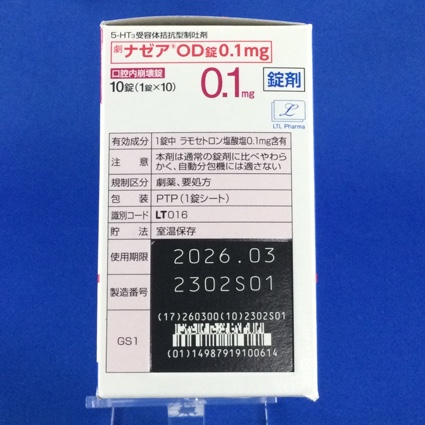 5-HT₃受容体拮抗型制吐剤
劇 ナゼア®OD錠0.1mg
口腔内崩壊錠
10錠(1錠×10)
0.1mg
錠剤
L
LTL Pharma
有効成分 1錠中 ラモセトロン塩酸塩0.1mg含有
注意 本剤は通常の錠剤に比べやわら
かく、自動分包機には適さない
規制区分 劇薬、要処方
包装 PTP(1錠シート)
識別コード LT016
貯法 室温保存
使用期限 2026.03
製造番号 2302S01
GS1
(17)260300(10)2302S01
(01)14987919100614